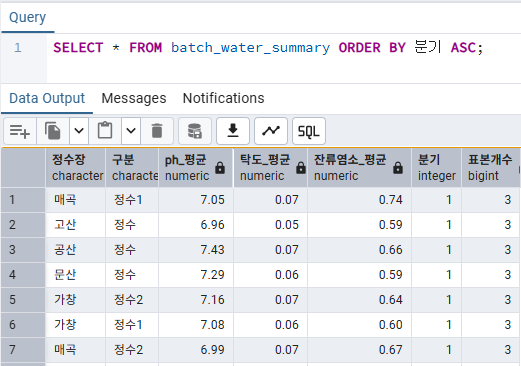 Query
1 SELECT * FROM batch_water_summary ORDER BY 분기 ASC;
Data Output Messages Notifications
SQL
정수장 구분 ph_평균 탁도_평균 잔류염소_평균 분기 표본개수
character characte numeric numeric numeric integer bigint
1 매곡 정수1 7.05 0.07 0.74 1 3
2 고산 정수 6.96 0.05 0.59 1 3
3 공산 정수 7.43 0.07 0.66 1 3
4 문산 정수 7.29 0.06 0.59 1 3
5 가창 정수2 7.16 0.07 0.64 1 3
6 가창 정수1 7.08 0.06 0.60 1 3
7 매곡 정수2 6.99 0.07 0.67 1 3